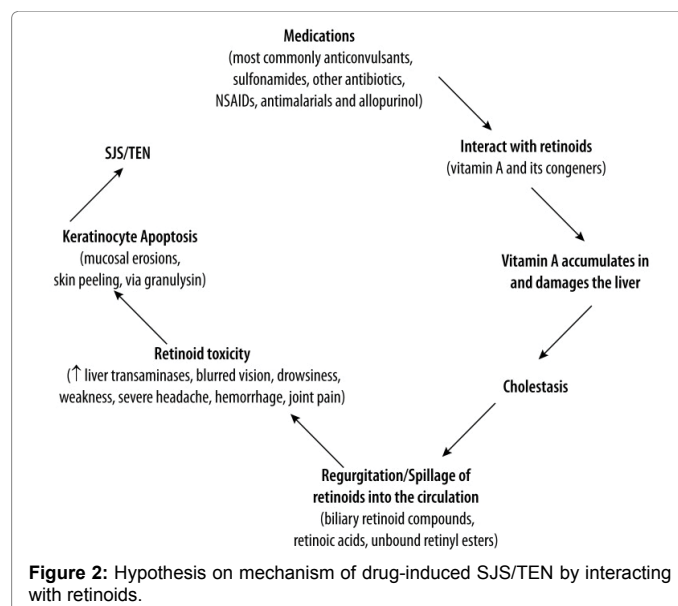 Medications
(most commonly anticonvulsants,
sulfonamides, other antibiotics,
NSAIDs, antimalarials and allopurinol)
Interact with retinoids
(vitamin A and its congeners)
Vitamin A accumulates in
and damages the liver
Cholestasis
Regurgitation/Spillage of
retinoids into the circulation
(biliary retinoid compounds,
retinoic acids, unbound retinyl esters)
Retinoid toxicity
(↑ liver transaminases, blurred vision, drowsiness,
weakness, severe headache, hemorrhage, joint pain)
Keratinocyte Apoptosis
(mucosal erosions,
skin peeling, via granulysin)
SJS/TEN
Figure 2: Hypothesis on mechanism of drug-induced SJS/TEN by interacting
with retinoids.